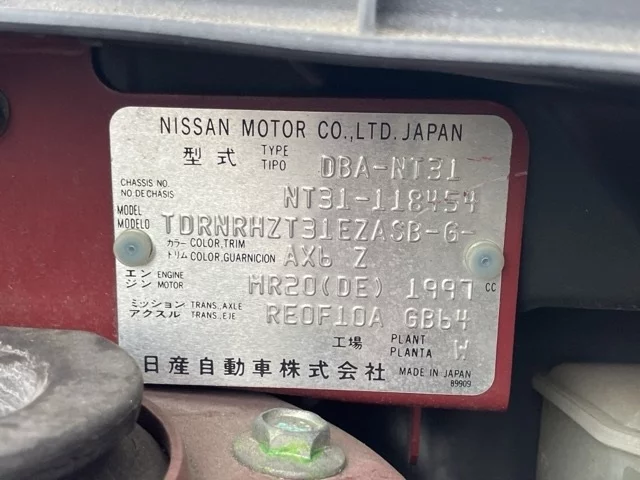 NISSAN MOTOR CO., LTD. JAPAN
型式 TYPE TIPO DBA-NT31
CHASSIS NO. NO. DE CHASIS NT31-118454
MODEL MODELO TDRNRHZT31EZASB-G-
カラー COLOR, TRIM トリム COLOR, GUARNICION AX6 Z
エンジン ENGINE MOTOR MR20(DE) 1997 CC
ミッション TRANS. AXLE アクスル TRANS. EJE RE0F10A GB64
工場 PLANT PLANTA W
日産自動車株式会社 MADE IN JAPAN
89909